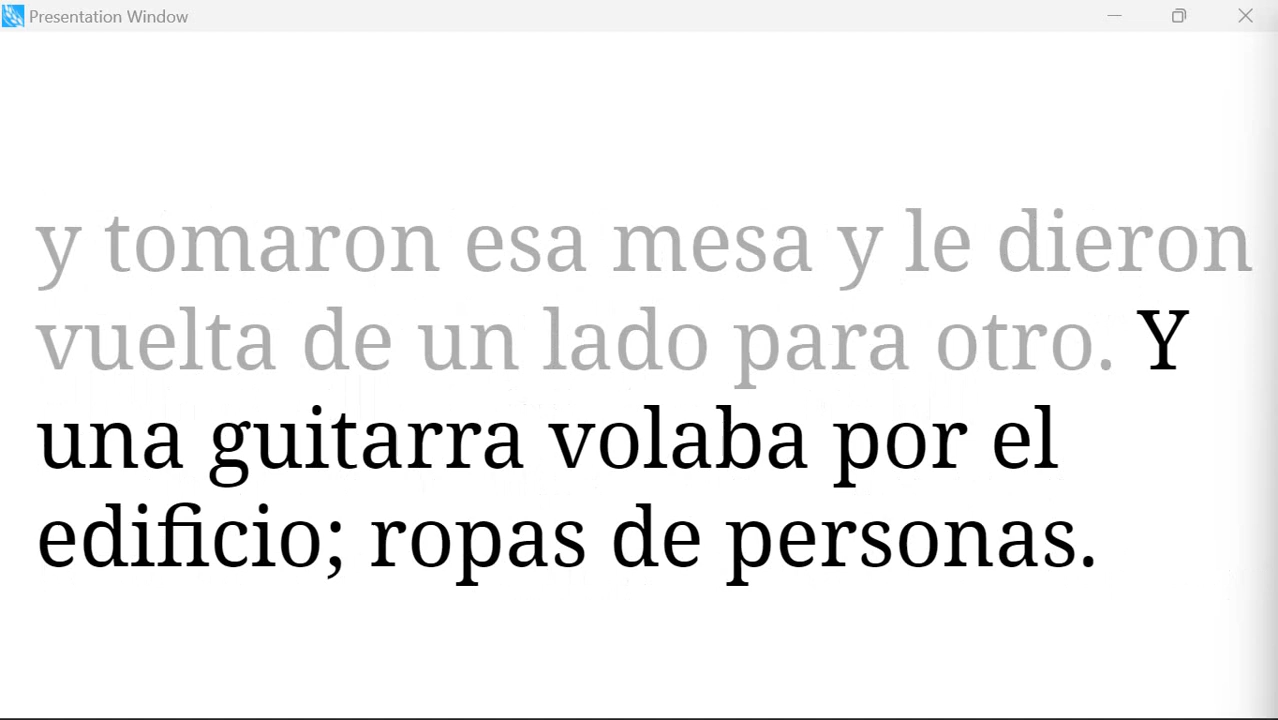 Presentation Window
y tomaron esa mesa y le dieron
vuelta de un lado para otro. Y
una guitarra volaba por el
edificio; ropas de personas.